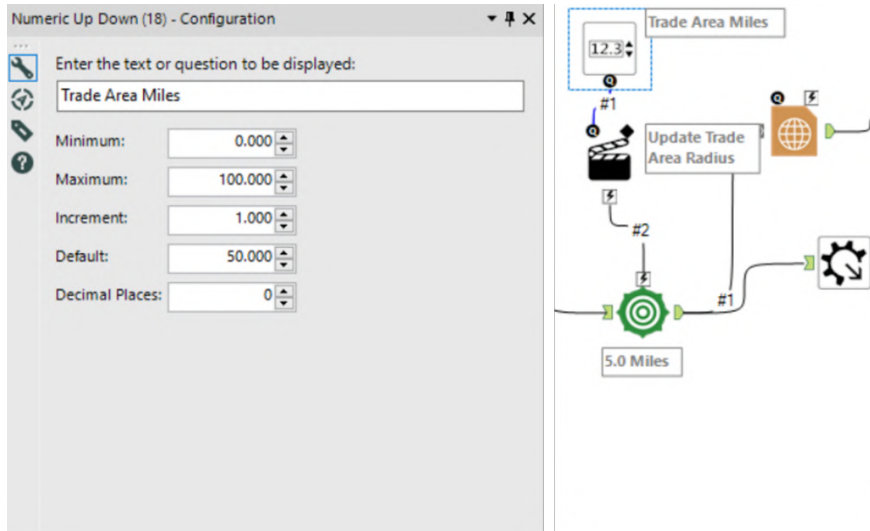 Numeric Up Down (18) - Configuration
Enter the text or question to be displayed:
Trade Area Miles
Minimum: 0.000
Maximum: 100.000
Increment: 1.000
Default: 50.000
Decimal Places: 0
Trade Area Miles
12.3
Q
#1
Q
Q
Update Trade
Area Radius
#2
#1
5.0 Miles